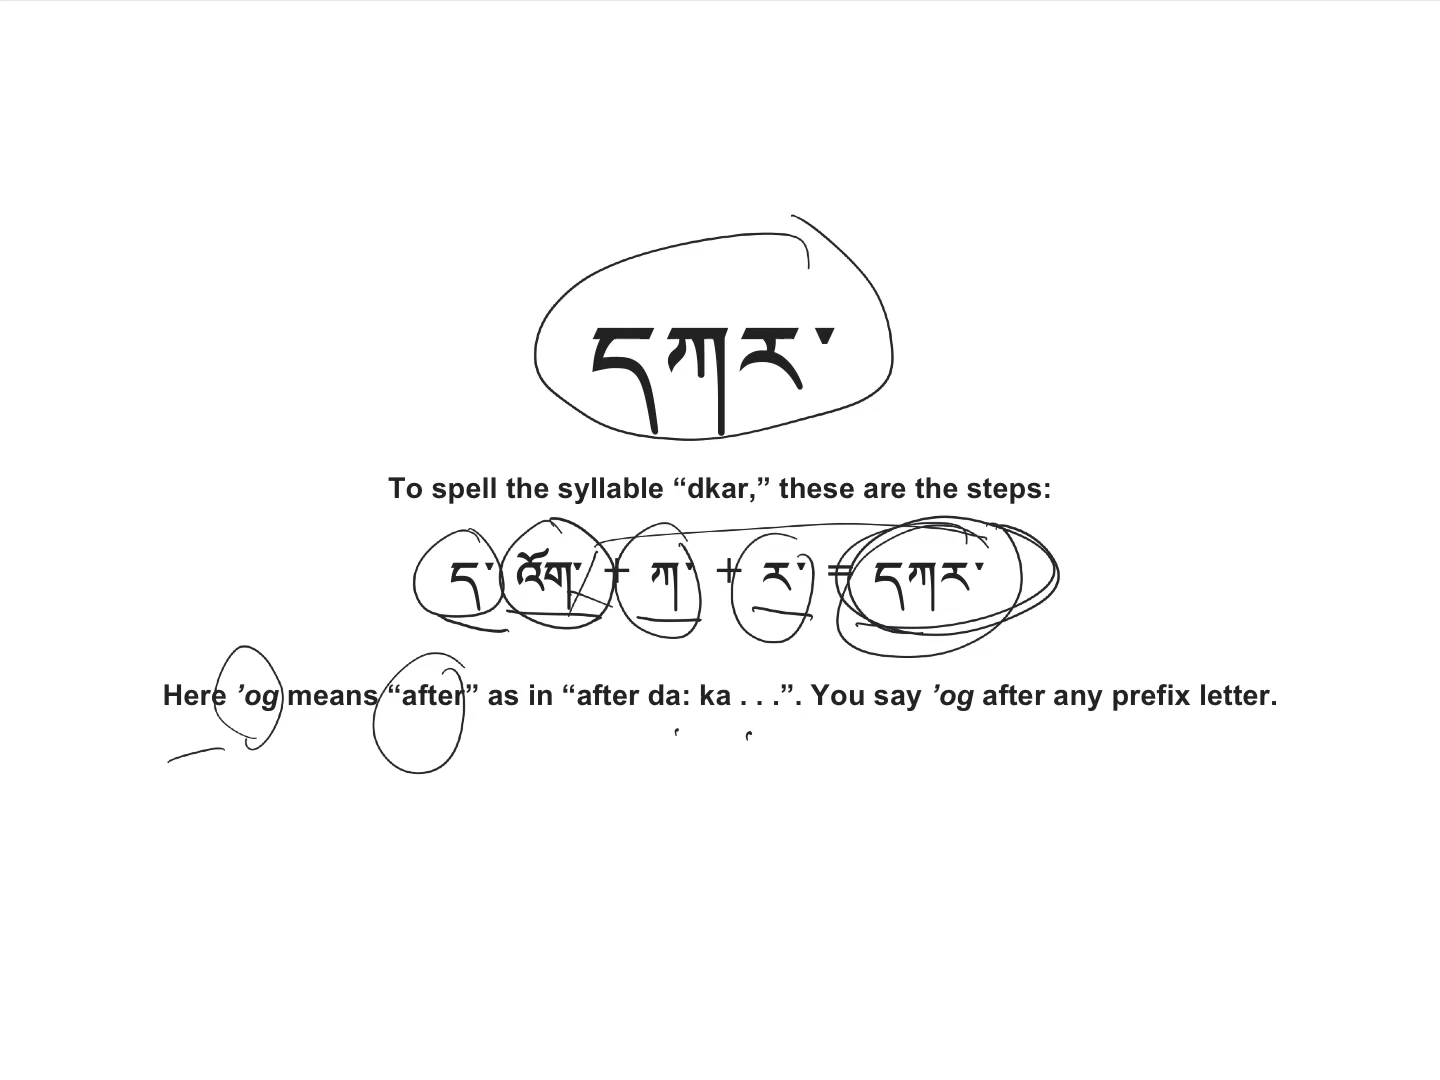 དཀར་
To spell the syllable “dkar,” these are the steps:
ད་འོག་ + ཀ་ + ར་ = དཀར་
Here ’og means “after” as in “after da: ka . . .”. You say ’og after any prefix letter.